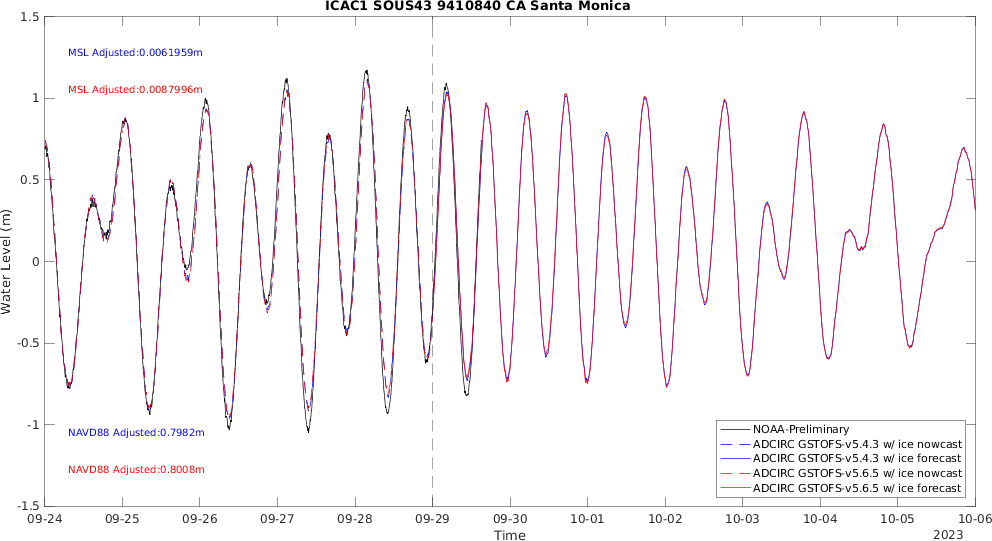 ICAC1 SOUS43 9410840 CA Santa Monica
1.5
1
0.5
0
-0.5
-1
-1.5
Water Level (m)
MSL Adjusted:0.0061959m
MSL Adjusted:0.0087996m
NAVD88 Adjusted:0.7982m
NAVD88 Adjusted:0.8008m
NOAA-Preliminary
ADCIRC GSTOFS-v5.4.3 w/ ice nowcast
ADCIRC GSTOFS-v5.4.3 w/ ice forecast
ADCIRC GSTOFS-v5.6.5 w/ ice nowcast
ADCIRC GSTOFS-v5.6.5 w/ ice forecast
09-24 09-25 09-26 09-27 09-28 09-29 09-30 10-01 10-02 10-03 10-04 10-05 10-06
Time
2023